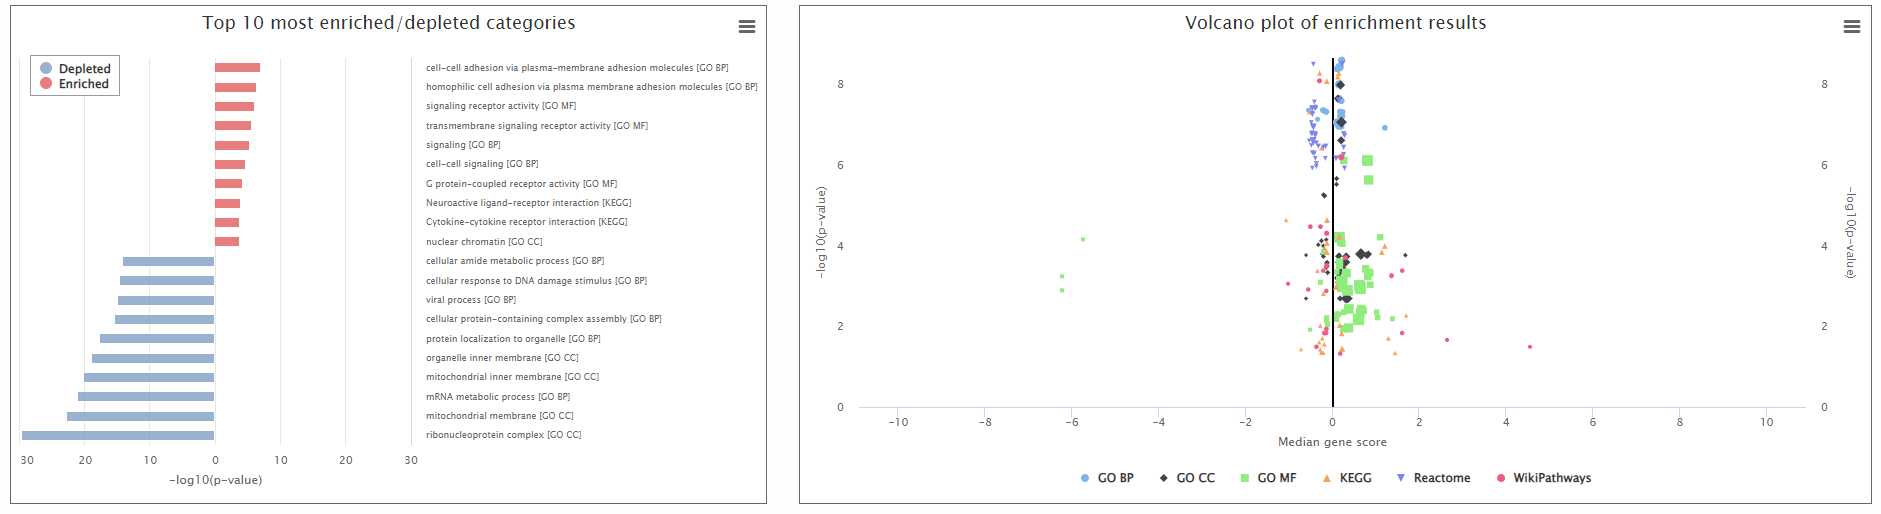 Top 10 most enriched/depleted categories
Depleted
Enriched
cell-cell adhesion via plasma-membrane adhesion molecules [GO BP]
homophilic cell adhesion via plasma membrane adhesion molecules [GO BP]
signaling receptor activity [GO MF]
transmembrane signaling receptor activity [GO MF]
signaling [GO BP]
cell-cell signaling [GO BP]
G protein-coupled receptor activity [GO MF]
Neuroactive ligand-receptor interaction [KEGG]
Cytokine-cytokine receptor interaction [KEGG]
nuclear chromatin [GO CC]
cellular amide metabolic process [GO BP]
cellular response to DNA damage stimulus [GO BP]
viral process [GO BP]
cellular protein-containing complex assembly [GO BP]
protein localization to organelle [GO BP]
organelle inner membrane [GO CC]
mitochondrial inner membrane [GO CC]
mRNA metabolic process [GO BP]
mitochondrial membrane [GO CC]
ribonucleoprotein complex [GO CC]
30 20 10 0 10 20 30
-log10(p-value)
Volcano plot of enrichment results
8 8
6 6
-log10(p-value) -log10(p-value)
4 4
2 2
0 0
-10 -8 -6 -4 -2 0 2 4 6 8 10
Median gene score
GO BP GO CC GO MF KEGG Reactome WikiPathways